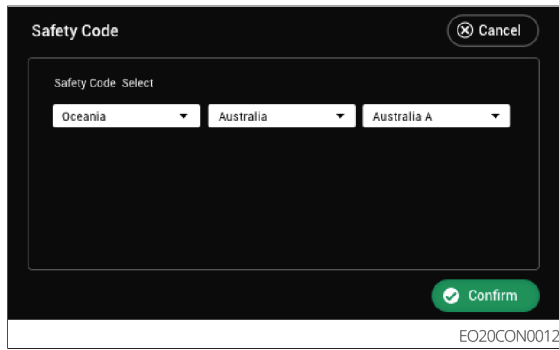 Safety Code
Cancel
Safety Code Select
Oceania Australia Australia A
Confirm
EO20CON0012